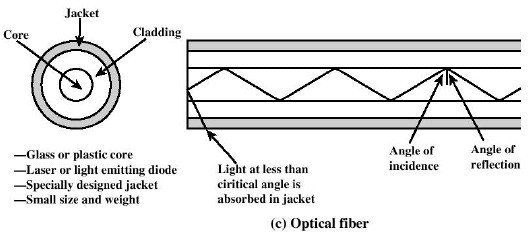 Jacket
Core
Cladding
—Glass or plastic core
—Laser or light emitting diode
—Specially designed jacket
—Small size and weight
Light at less than
ciritical angle is
absorbed in jacket
Angle of
incidence
Angle of
reflection
(c) Optical fiber